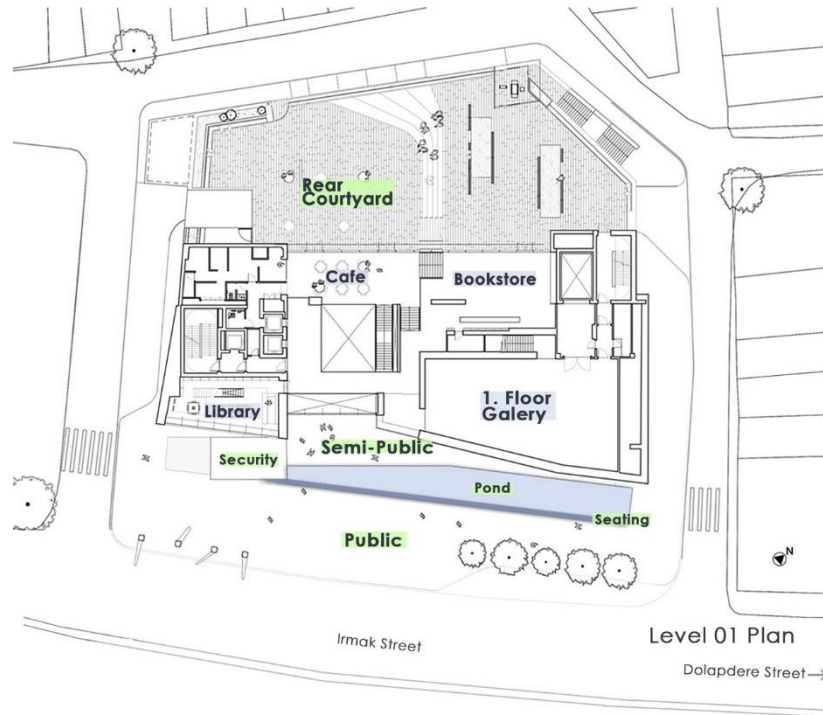 Rear
Courtyard
Cafe
Bookstore
Library
1. Floor
Galery
Semi-Public
Security
Pond
Seating
Public
N
Level 01 Plan
Irmak Street
Dolapdere Street